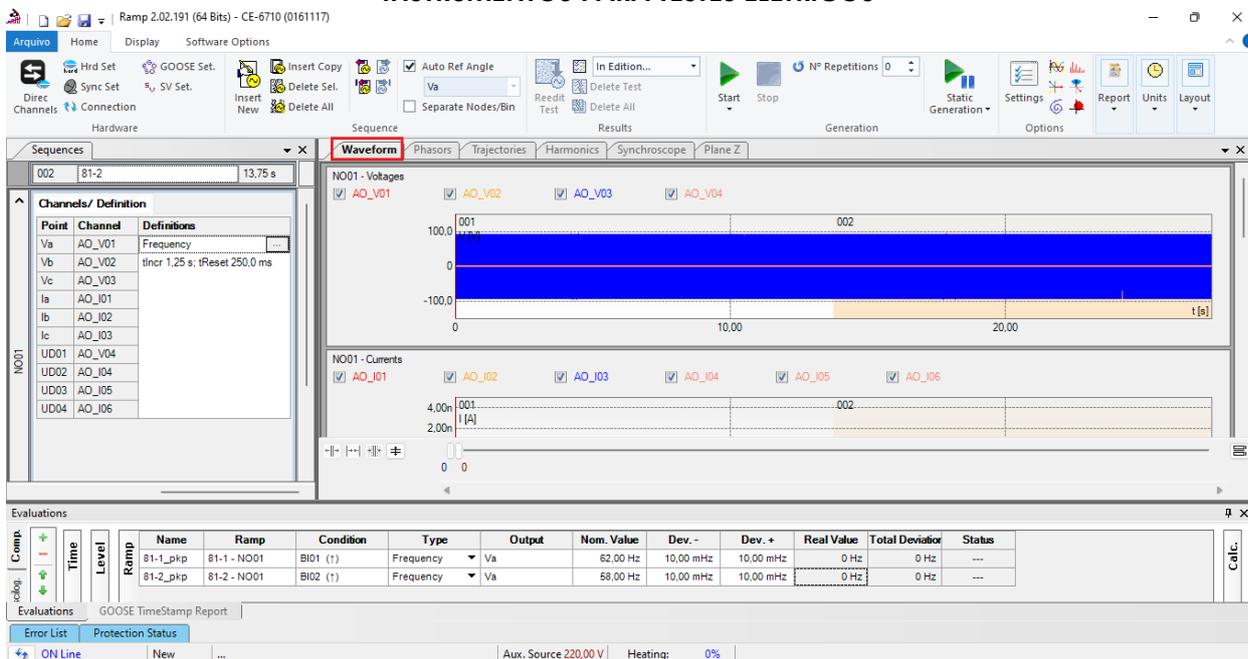 INSTRUMENTOS PARA TESTES ELÉTRICOS
Ramp 2.02.191 (64 Bits) - CE-6710 (0161117)
Arquivo Home Display Software Options
Direc Channels
Hrd Set
Sync Set
Connection
GOOSE Set.
SV Set.
Hardware
Insert New
Insert Copy
Delete Sel.
Delete All
Auto Ref Angle
Va
Separate Nodes/Bin
Sequence
Reedit Test
In Edition...
Delete Test
Delete All
Results
Start
Stop
Nº Repetitions 0
Static Generation
Generation
Settings
Options
Report
Units
Layout
Sequences
002 81-2 13,75 s
Channels/ Definition
Point Channel Definitions
Va AO_V01 Frequency ...
Vb AO_V02 tIncr 1,25 s; tReset 250,0 ms
Vc AO_V03
Ia AO_I01
Ib AO_I02
Ic AO_I03
UD01 AO_V04
UD02 AO_I04
UD03 AO_I05
UD04 AO_I06
NO01
Waveform Phasors Trajectories Harmonics Synchroscope Plane Z
NO01 - Voltages
AO_V01 AO_V02 AO_V03 AO_V04
001 002
100,0
V [V]
0
-100,0
t [s]
0 10,00 20,00
NO01 - Currents
AO_I01 AO_I02 AO_I03 AO_I04 AO_I05 AO_I06
4,00n 001 002
I [A]
2,00n
0 0
Evaluations
Comp.
Time
Level
Ramp
Calc.
Name Ramp Condition Type Output Nom. Value Dev. - Dev. + Real Value Total Deviation Status
81-1_pkp 81-1 - NO01 BI01 (↑) Frequency Va 62,00 Hz 10,00 mHz 10,00 mHz 0 Hz 0 Hz ---
81-2_pkp 81-2 - NO01 BI02 (↑) Frequency Va 58,00 Hz 10,00 mHz 10,00 mHz 0 Hz 0 Hz ---
Evaluations GOOSE TimeStamp Report
Error List Protection Status
ON Line New ... Aux. Source 220,00 V Heating: 0%